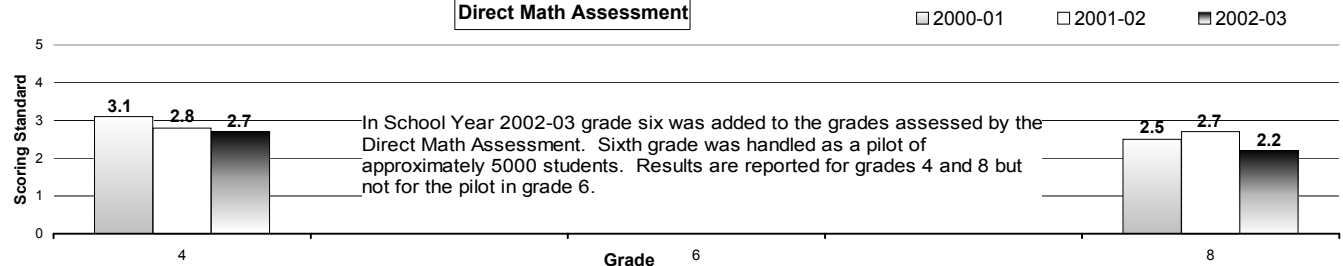 Direct Math Assessment
2000-01 2001-02 2002-03
Scoring Standard
5
4
3
2
1
0
3.1 2.8 2.7
In School Year 2002-03 grade six was added to the grades assessed by the
Direct Math Assessment. Sixth grade was handled as a pilot of
approximately 5000 students. Results are reported for grades 4 and 8 but
not for the pilot in grade 6.
2.5 2.7 2.2
4 6 8
Grade